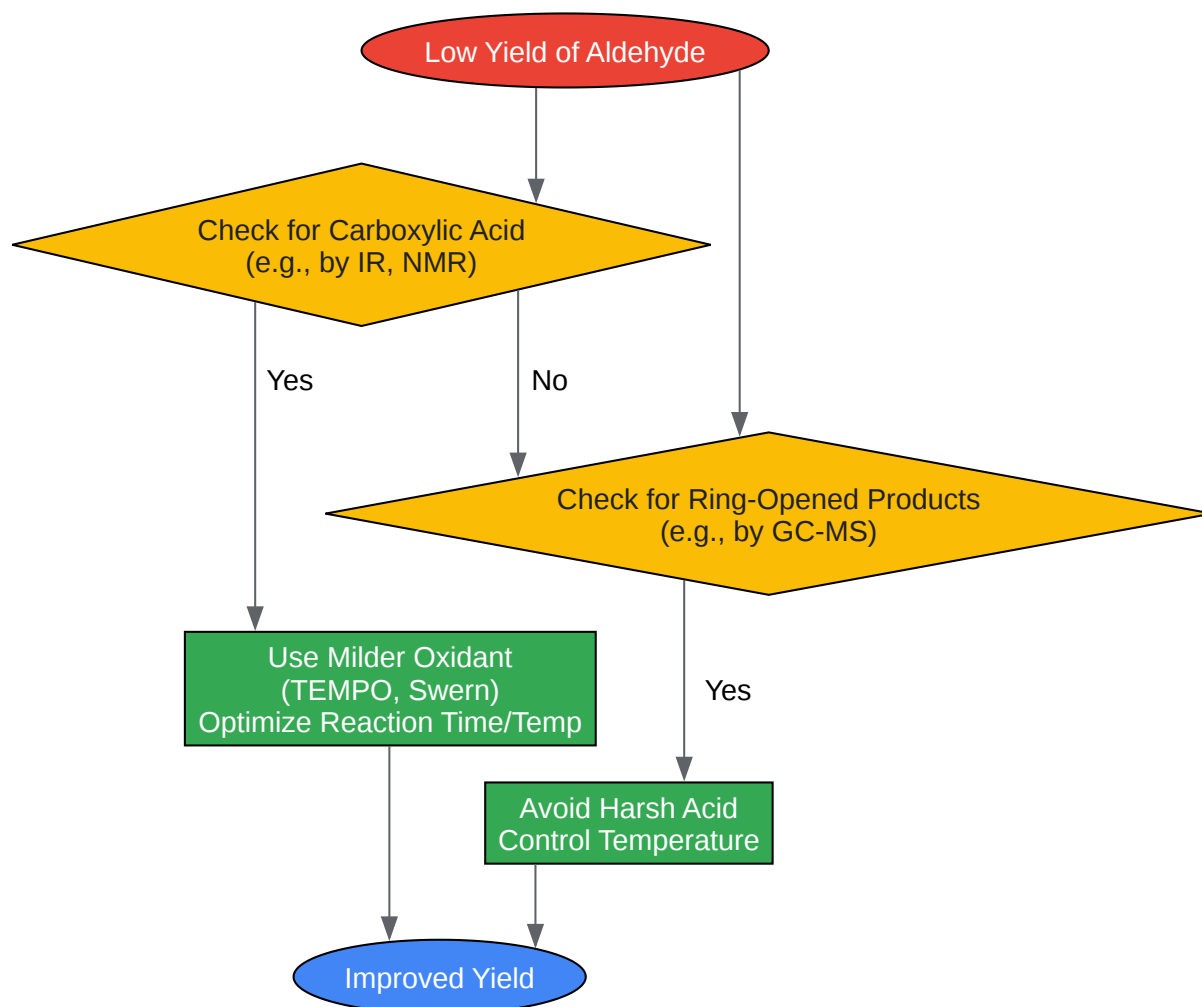 Low Yield of Aldehyde
Check for Carboxylic Acid
(e.g., by IR, NMR)
Yes
No
Check for Ring-Opened Products
(e.g., by GC-MS)
Use Milder Oxidant
(TEMPO, Swern)
Optimize Reaction Time/Temp
Yes
Avoid Harsh Acid
Control Temperature
Improved Yield